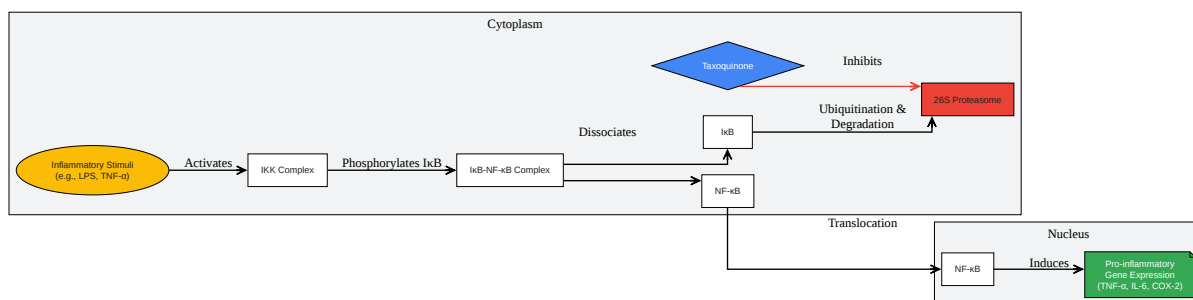 Cytoplasm
Taxoquinone
Inhibits
26S Proteasome
Ubiquitination &
Degradation
IκB
Dissociates
Inflammatory Stimuli
(e.g., LPS, TNF-α)
Activates
IKK Complex
Phosphorylates IκB
IκB-NF-κB Complex
NF-κB
Translocation
Nucleus
NF-κB
Induces
Pro-inflammatory
Gene Expression
(TNF-α, IL-6, COX-2)